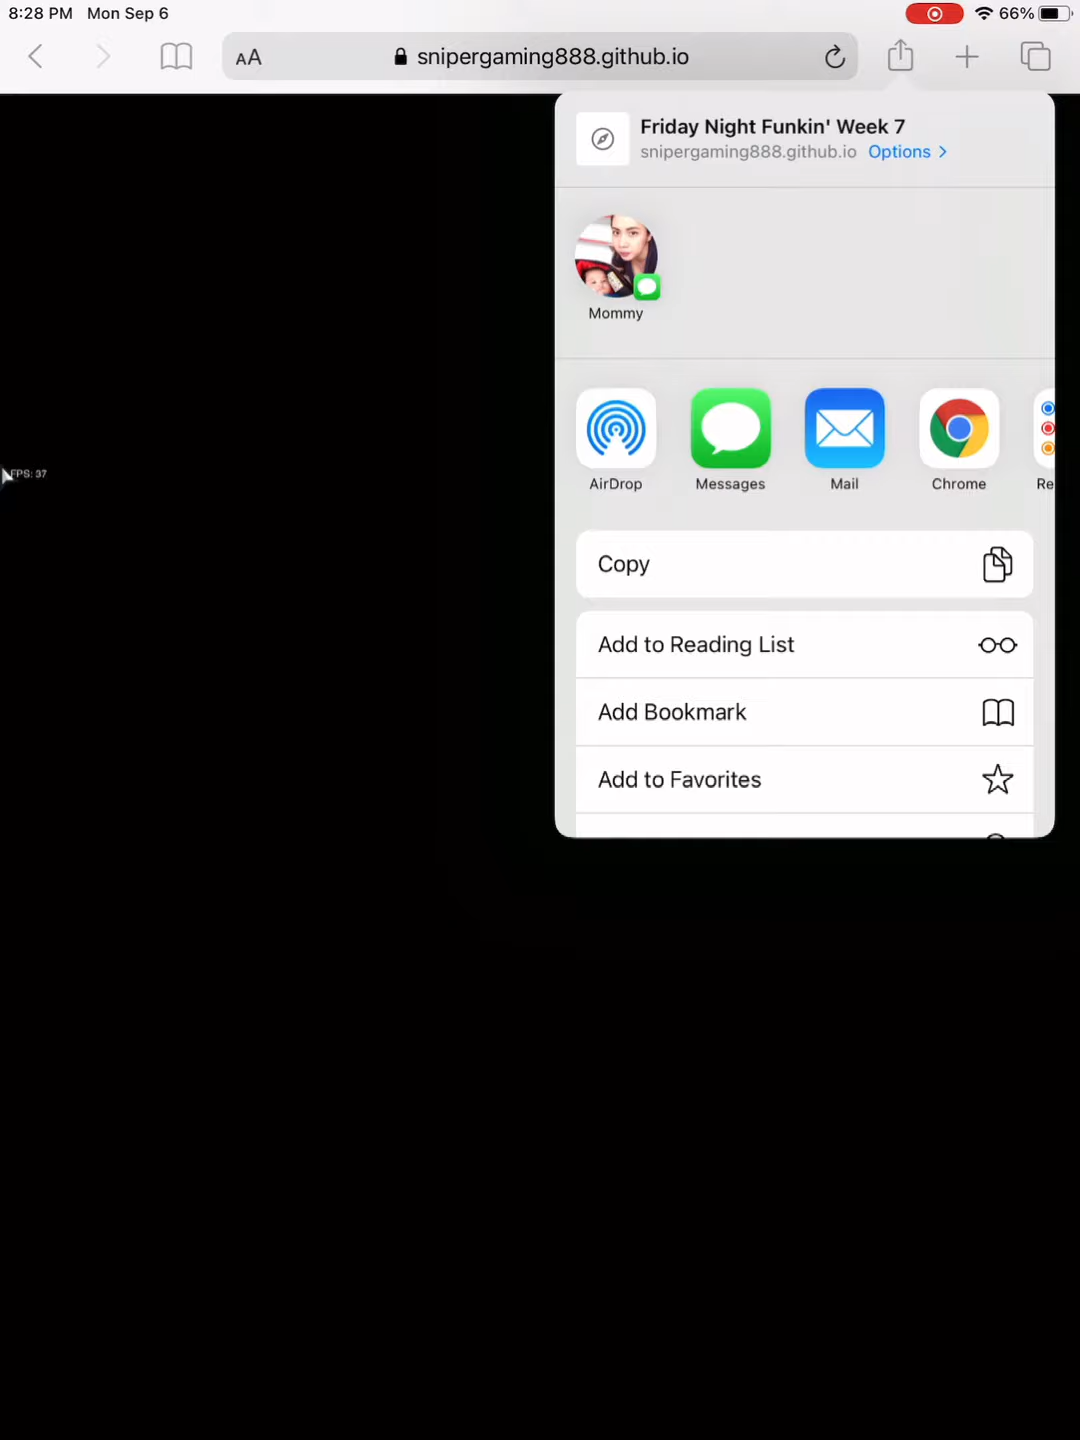 8:28 PM Mon Sep 6
66%
AA
snipergaming888.github.io
Friday Night Funkin' Week 7
snipergaming888.github.io Options >
Mommy
FPS: 37
AirDrop
Messages
Mail
Chrome
Re
Copy
Add to Reading List
Add Bookmark
Add to Favorites